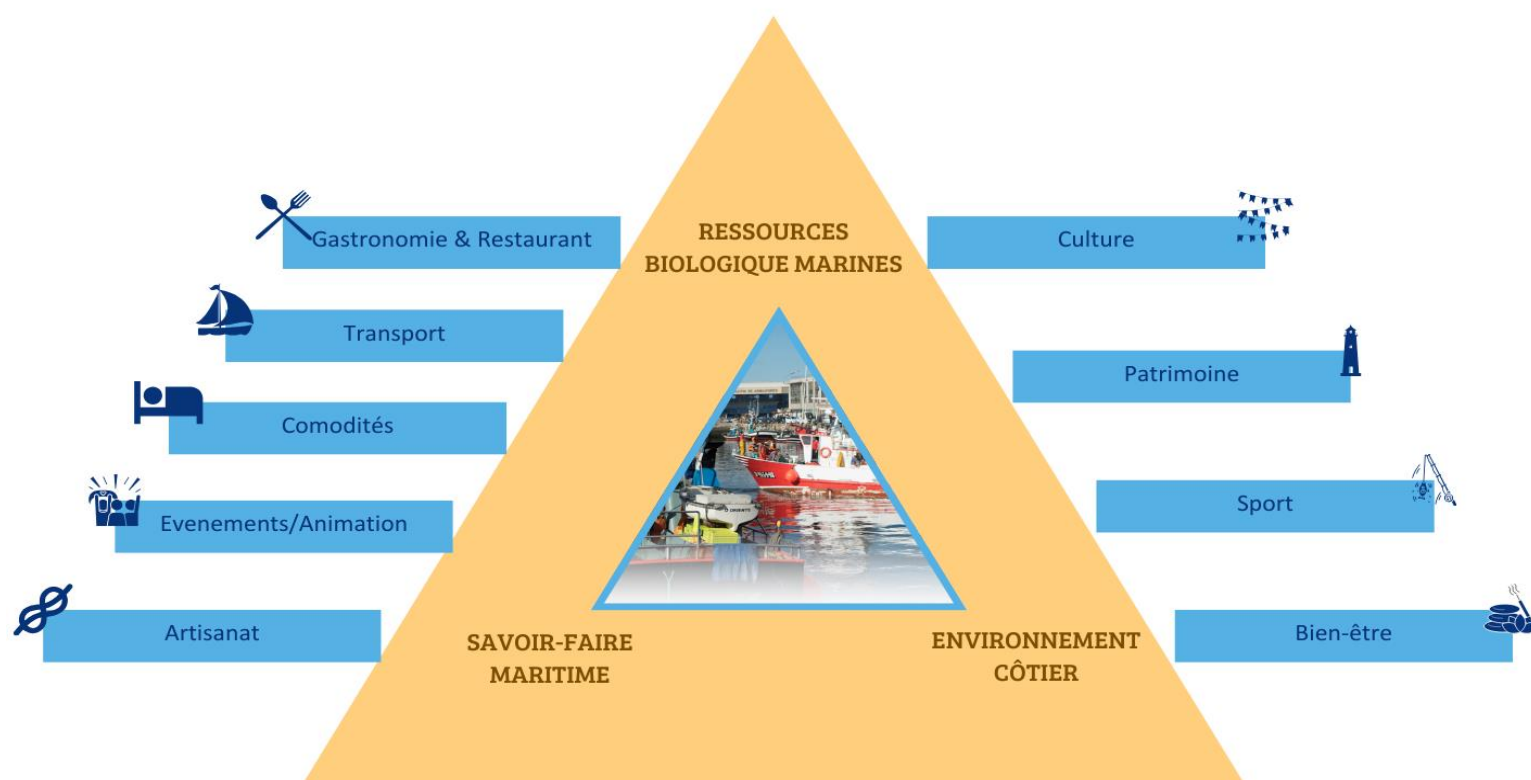 RESSOURCES
BIOLOGIQUE MARINES
Gastronomie & Restaurant
Transport
Comodités
Evenements/Animation
Artisanat
Culture
Patrimoine
Sport
Bien-être
SAVOIR-FAIRE
MARITIME
ENVIRONNEMENT
CÔTIER